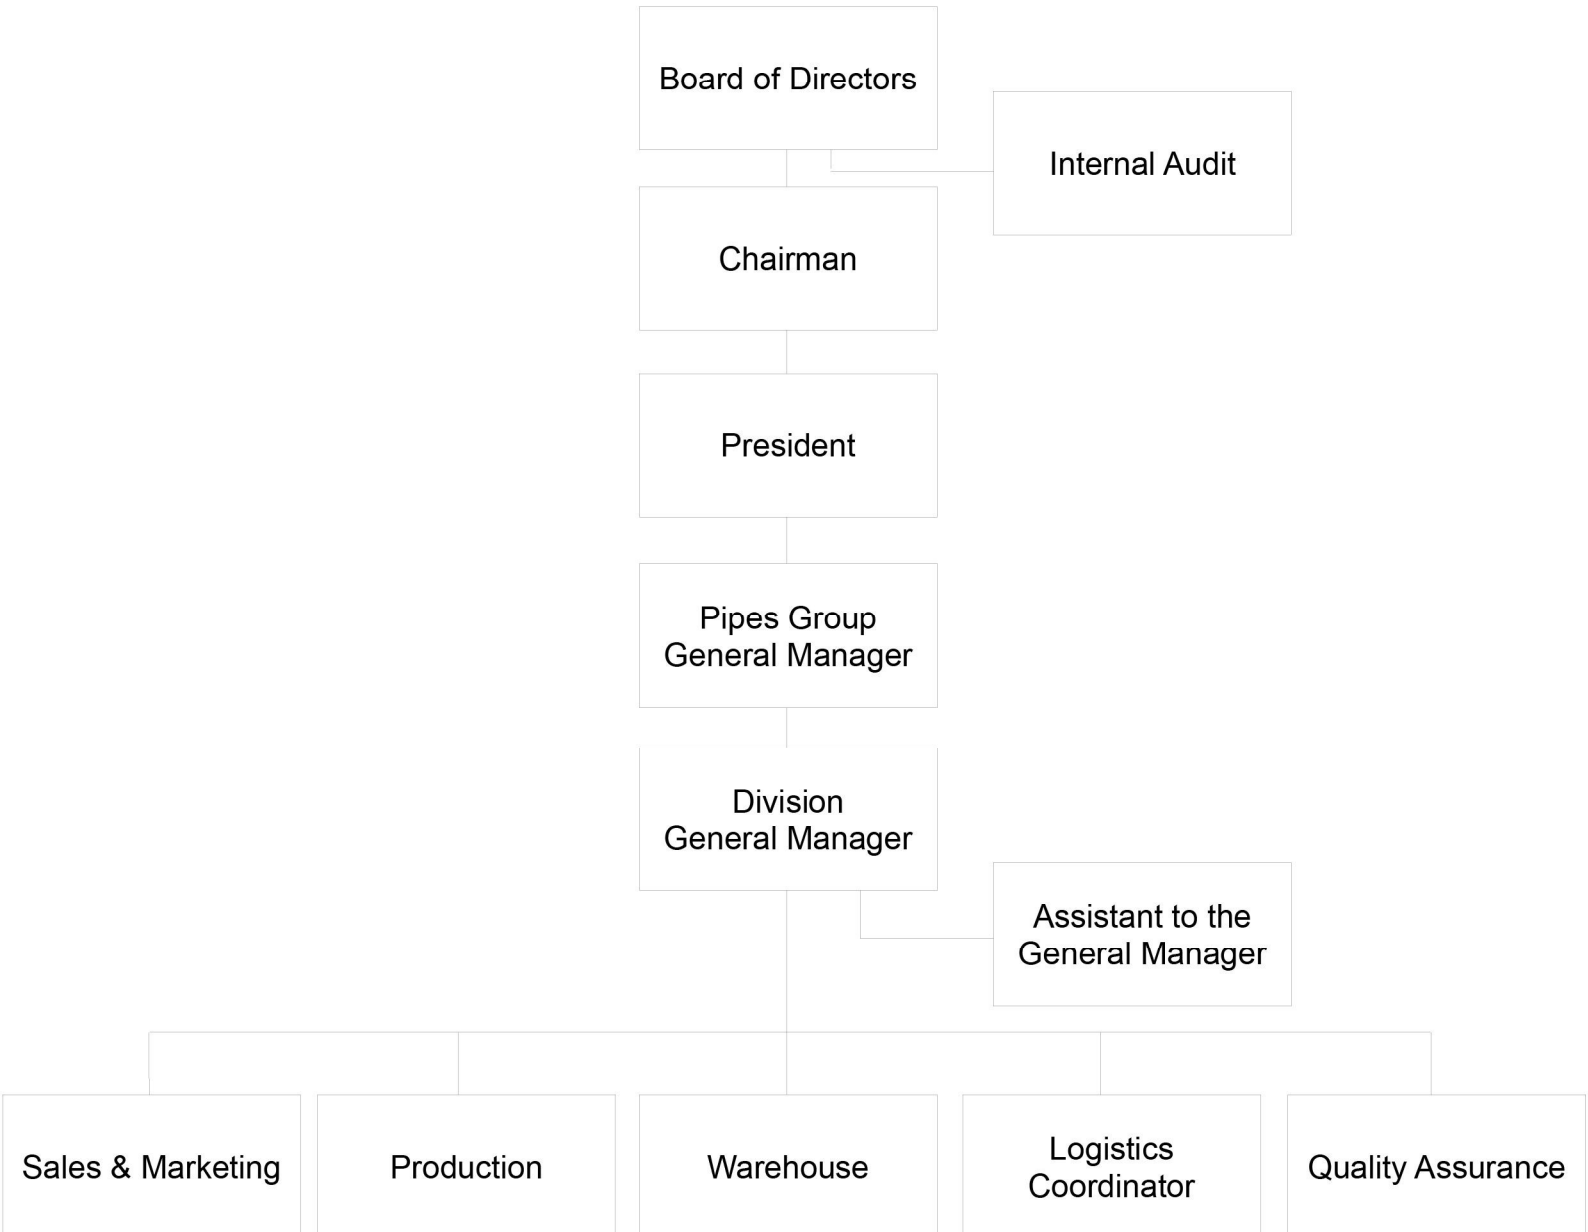 Board of Directors
Internal Audit
Chairman
President
Pipes Group
General Manager
Division
General Manager
Assistant to the
General Manager
Sales & Marketing
Production
Warehouse
Logistics
Coordinator
Quality Assurance